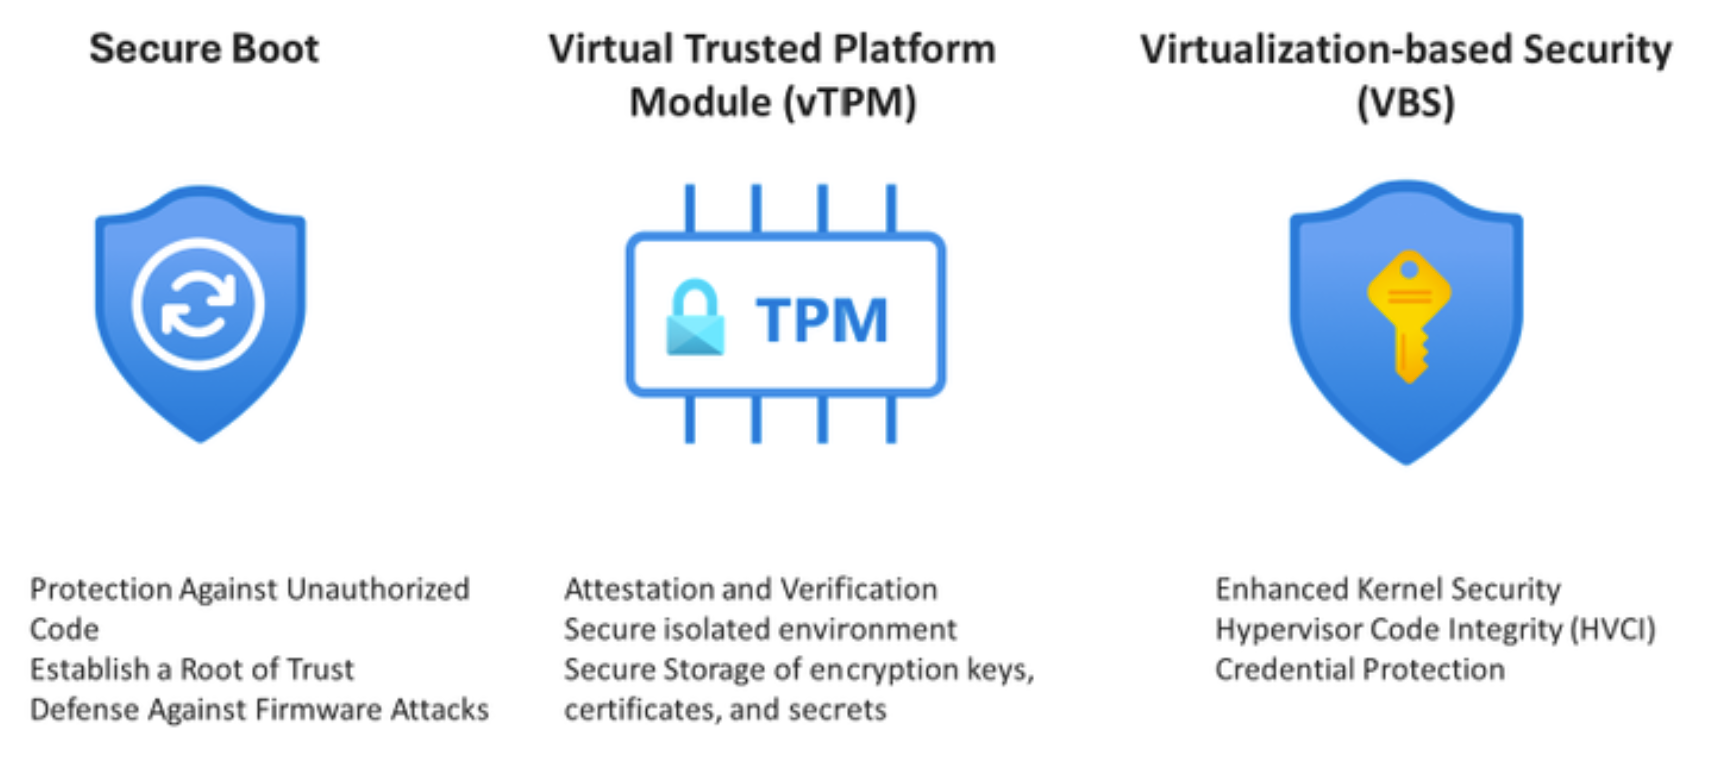 Secure Boot
Virtual Trusted Platform
Module (vTPM)
Virtualization-based Security
(VBS)
TPM
Protection Against Unauthorized
Code
Establish a Root of Trust
Defense Against Firmware Attacks
Attestation and Verification
Secure isolated environment
Secure Storage of encryption keys,
certificates, and secrets
Enhanced Kernel Security
Hypervisor Code Integrity (HVCI)
Credential Protection